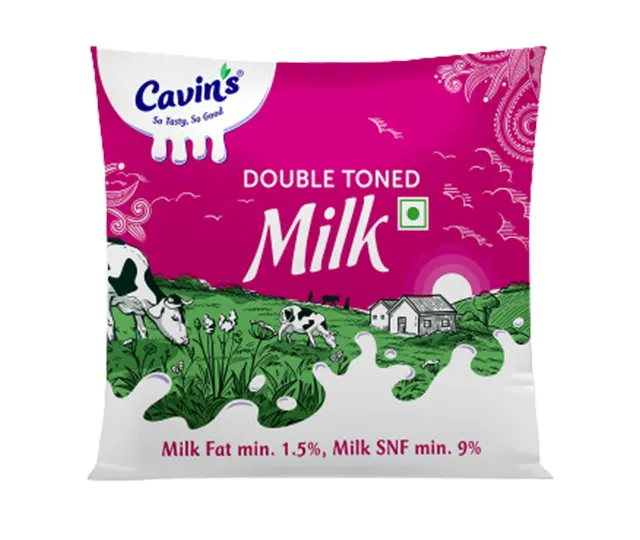 Cavin's®
So Tasty, So Good
DOUBLE TONED
Milk
Milk Fat min. 1.5%, Milk SNF min. 9%